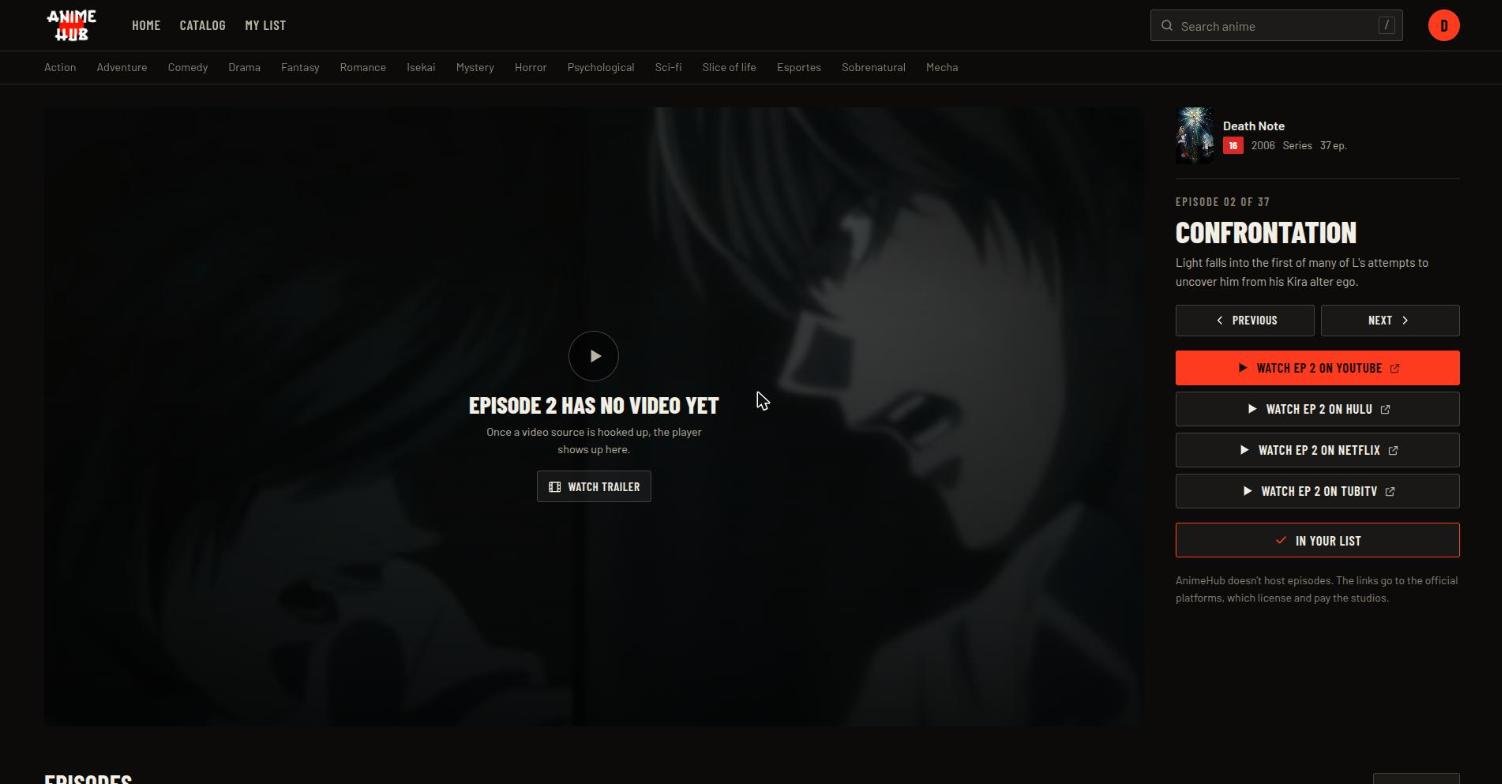 ANIME
HUB
HOME CATALOG MY LIST
Search anime /
D
Action Adventure Comedy Drama Fantasy Romance Isekai Mystery Horror Psychological Sci-fi Slice of life Esportes Sobrenatural Mecha
EPISODE 2 HAS NO VIDEO YET
Once a video source is hooked up, the player
shows up here.
WATCH TRAILER
Death Note
16 2006 Series 37 ep.
EPISODE 02 OF 37
CONFRONTATION
Light falls into the first of many of L's attempts to
uncover him from his Kira alter ego.
PREVIOUS NEXT
WATCH EP 2 ON YOUTUBE
WATCH EP 2 ON HULU
WATCH EP 2 ON NETFLIX
WATCH EP 2 ON TUBITV
IN YOUR LIST
AnimeHub doesn't host episodes. The links go to the official
platforms, which license and pay the studios.
EPISODES